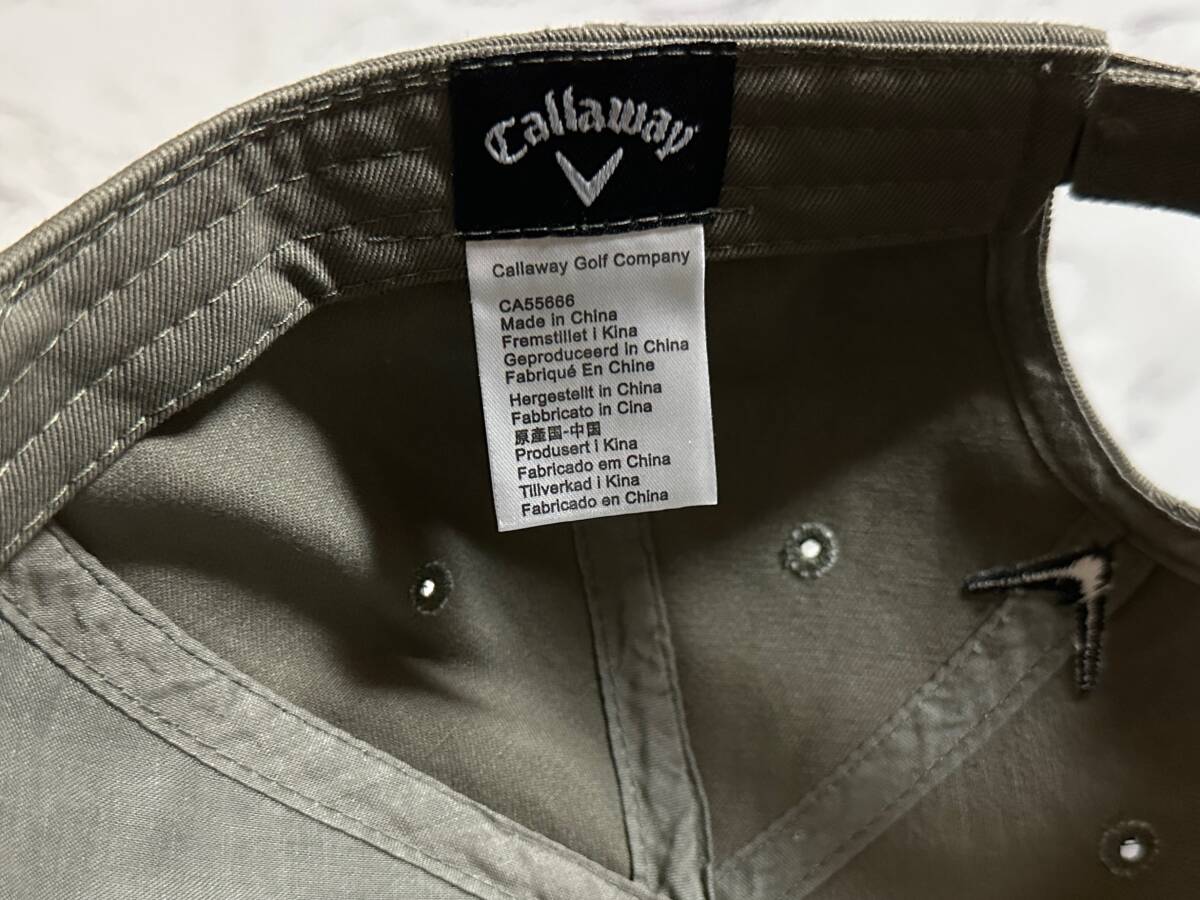 Callaway
Callaway Golf Company
CA55666
Made in China
Fremstillet i Kina
Geproduceerd in China
Fabriqué En Chine
Hergestellt in China
Fabbricato in Cina
原產国-中国
Produsert i Kina
Fabricado em China
Tillverkad i Kina
Fabricado en China